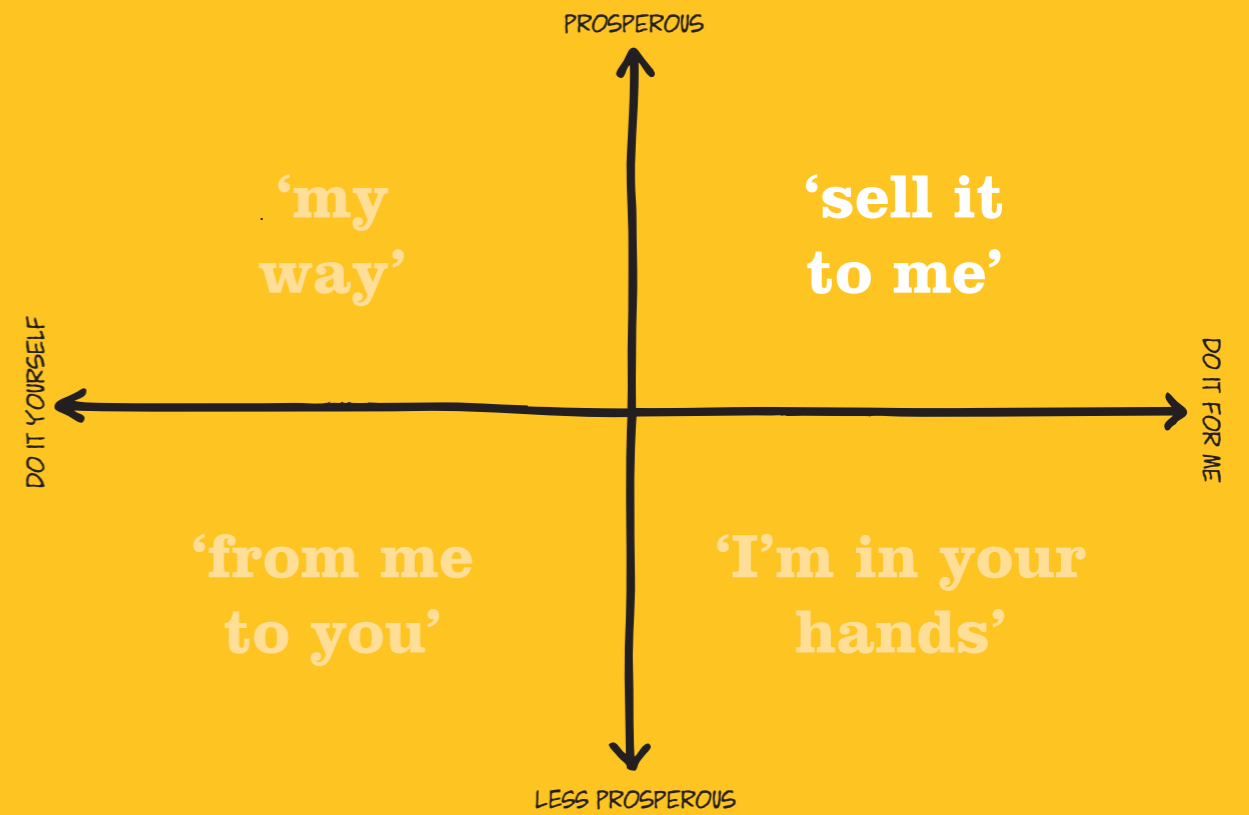 PROSPEROUS
‘my
way’
‘sell it
to me’
DO IT YOURSELF
DO IT FOR ME
‘from me
to you’
‘I’m in your
hands’
LESS PROSPEROUS